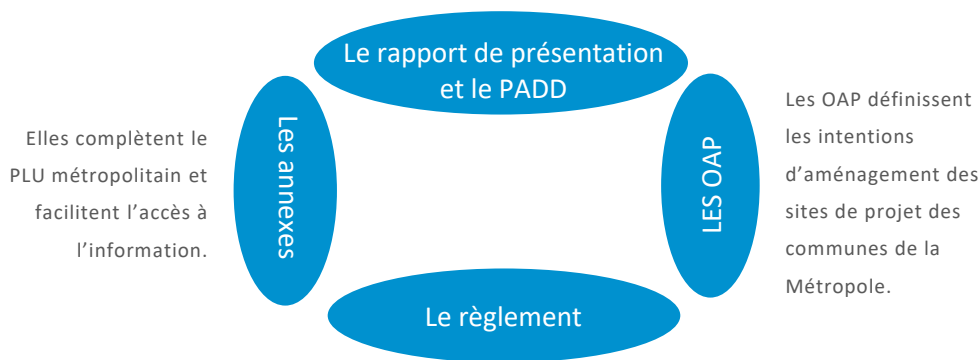 Le rapport de présentation
et le PADD
Elles complètent le
PLU métropolitain et
facilitent l’accès à
l’information.
Les annexes
LES OAP
Les OAP définissent
les intentions
d’aménagement des
sites de projet des
communes de la
Métropole.
Le règlement